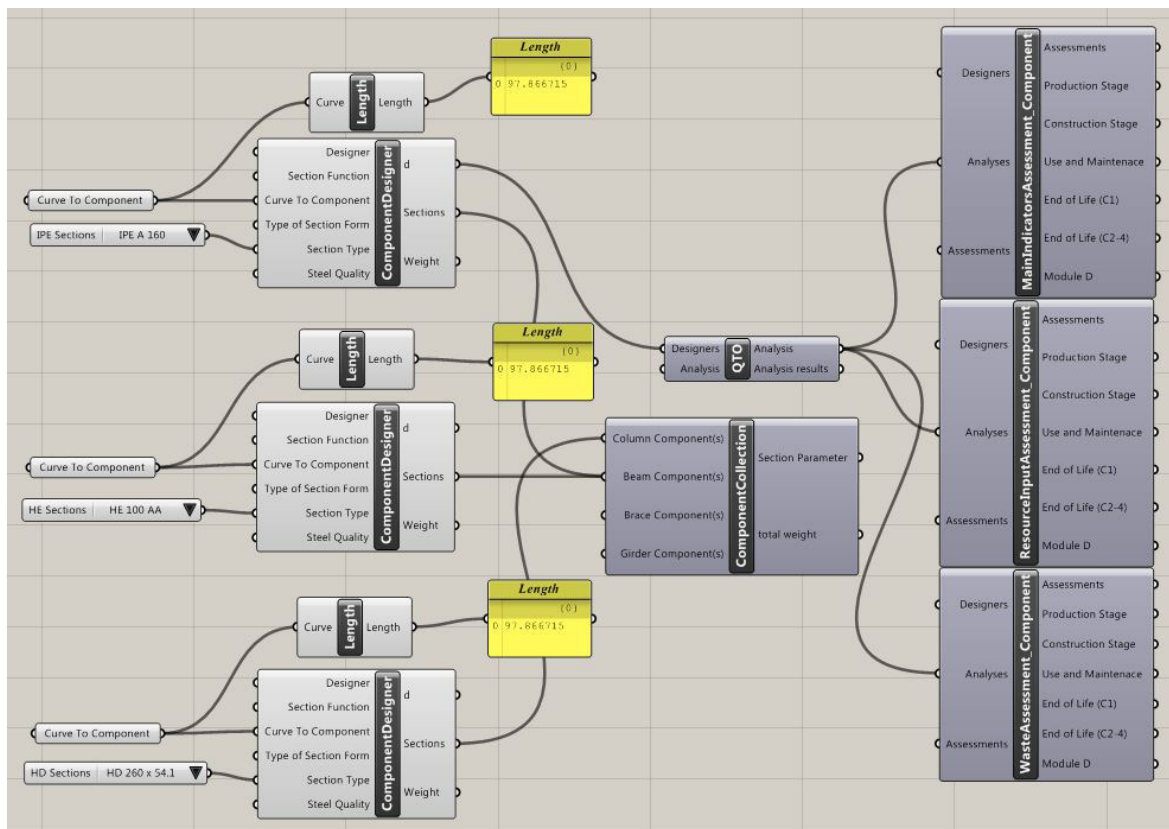 Length
{0}
0 97.866715
Curve
Length
Length
Curve To Component
IPE Sections
IPE A 160
Designer
Section Function
Curve To Component
Type of Section Form
Section Type
Steel Quality
ComponentDesigner
d
Sections
Weight
Length
{0}
0 97.866715
Curve
Length
Length
Curve To Component
HE Sections
HE 100 AA
Designer
Section Function
Curve To Component
Type of Section Form
Section Type
Steel Quality
ComponentDesigner
d
Sections
Weight
Length
{0}
0 97.866715
Curve
Length
Length
Curve To Component
HD Sections
HD 260 x 54.1
Designer
Section Function
Curve To Component
Type of Section Form
Section Type
Steel Quality
ComponentDesigner
d
Sections
Weight
Designers
Analysis
QTO
Analysis
Analysis results
Column Component(s)
Beam Component(s)
Brace Component(s)
Girder Component(s)
ComponentCollection
Section Parameter
total weight
Designers
Analyses
Assessments
MainIndicatorsAssessment_Component
Assessments
Production Stage
Construction Stage
Use and Maintenace
End of Life (C1)
End of Life (C2-4)
Module D
Designers
Analyses
Assessments
ResourceInputAssessment_Component
Assessments
Production Stage
Construction Stage
Use and Maintenace
End of Life (C1)
End of Life (C2-4)
Module D
Designers
Analyses
Assessments
WasteAssessment_Component
Assessments
Production Stage
Construction Stage
Use and Maintenace
End of Life (C1)
End of Life (C2-4)
Module D